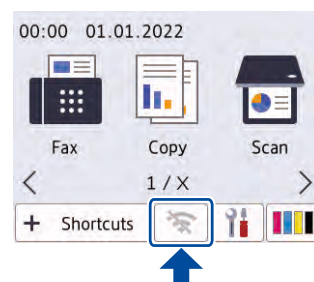 00:00 01.01.2022
Fax Copy Scan
< 1 / X >
+ Shortcuts